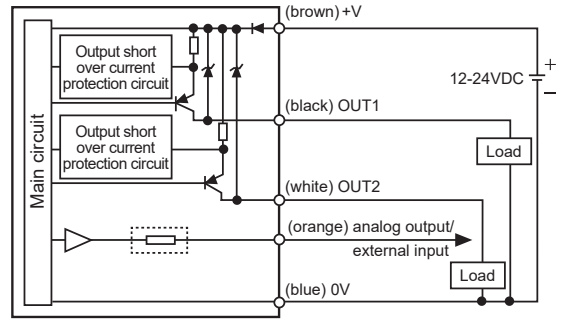 (brown) +V
Output short
over current
protection circuit
+
12-24VDC
−
(black) OUT1
Main circuit
Output short
over current
protection circuit
Load
(white) OUT2
(orange) analog output/
external input
Load
(blue) 0V